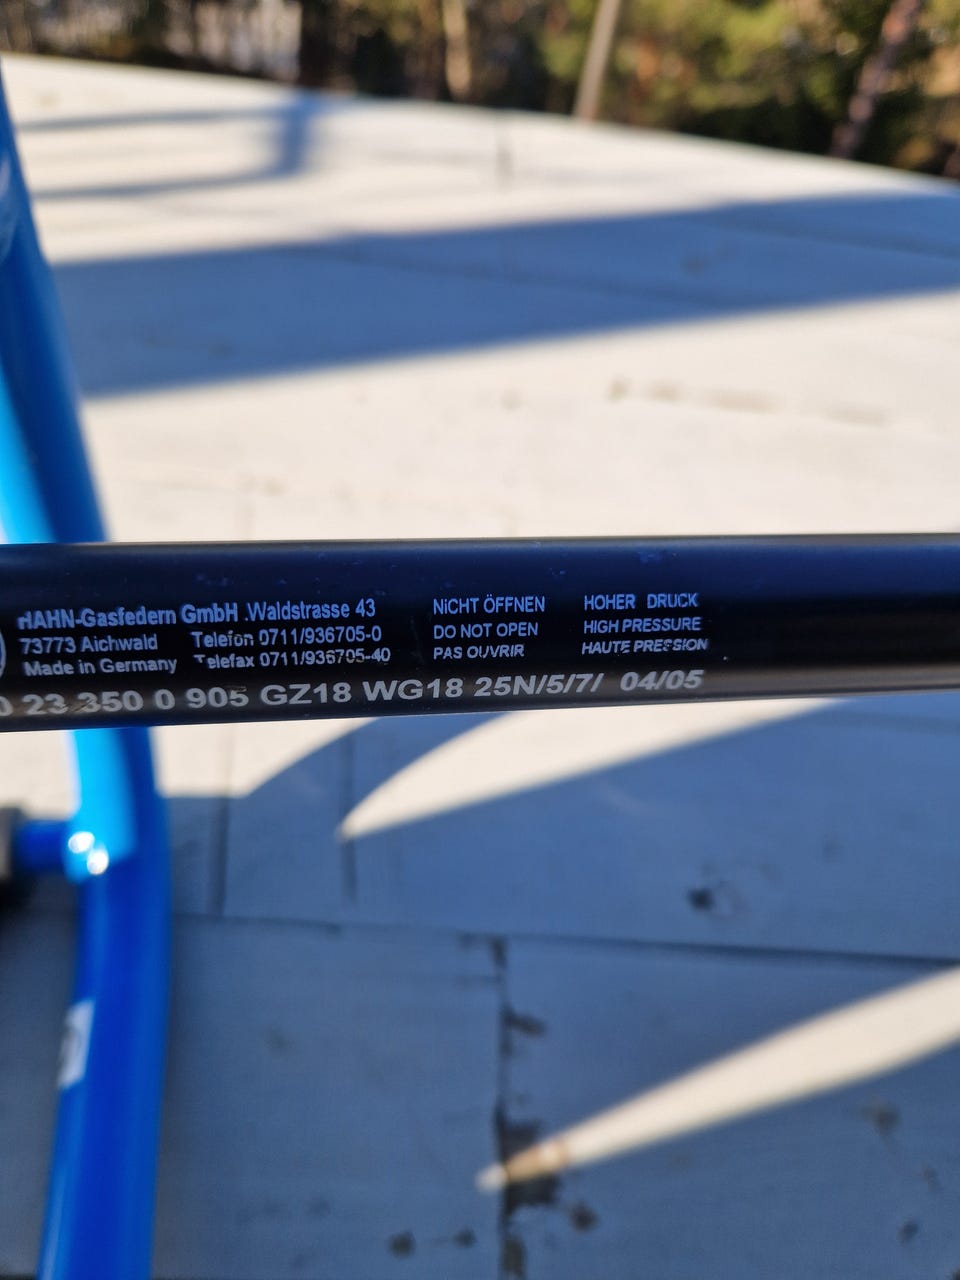 HAHN-Gasfedern GmbH .Waldstrasse 43
73773 Aichwald Telefon 0711/936705-0
Made in Germany Telefax 0711/936705-40
NiCHT ÖFFNEN
DO NOT OPEN
PAS OUVRIR
HOHER DRUCK
HIGH PRESSURE
HAUTE PRESSION
0 23 350 0 905 GZ18 WG18 25N/5/7/ 04/05